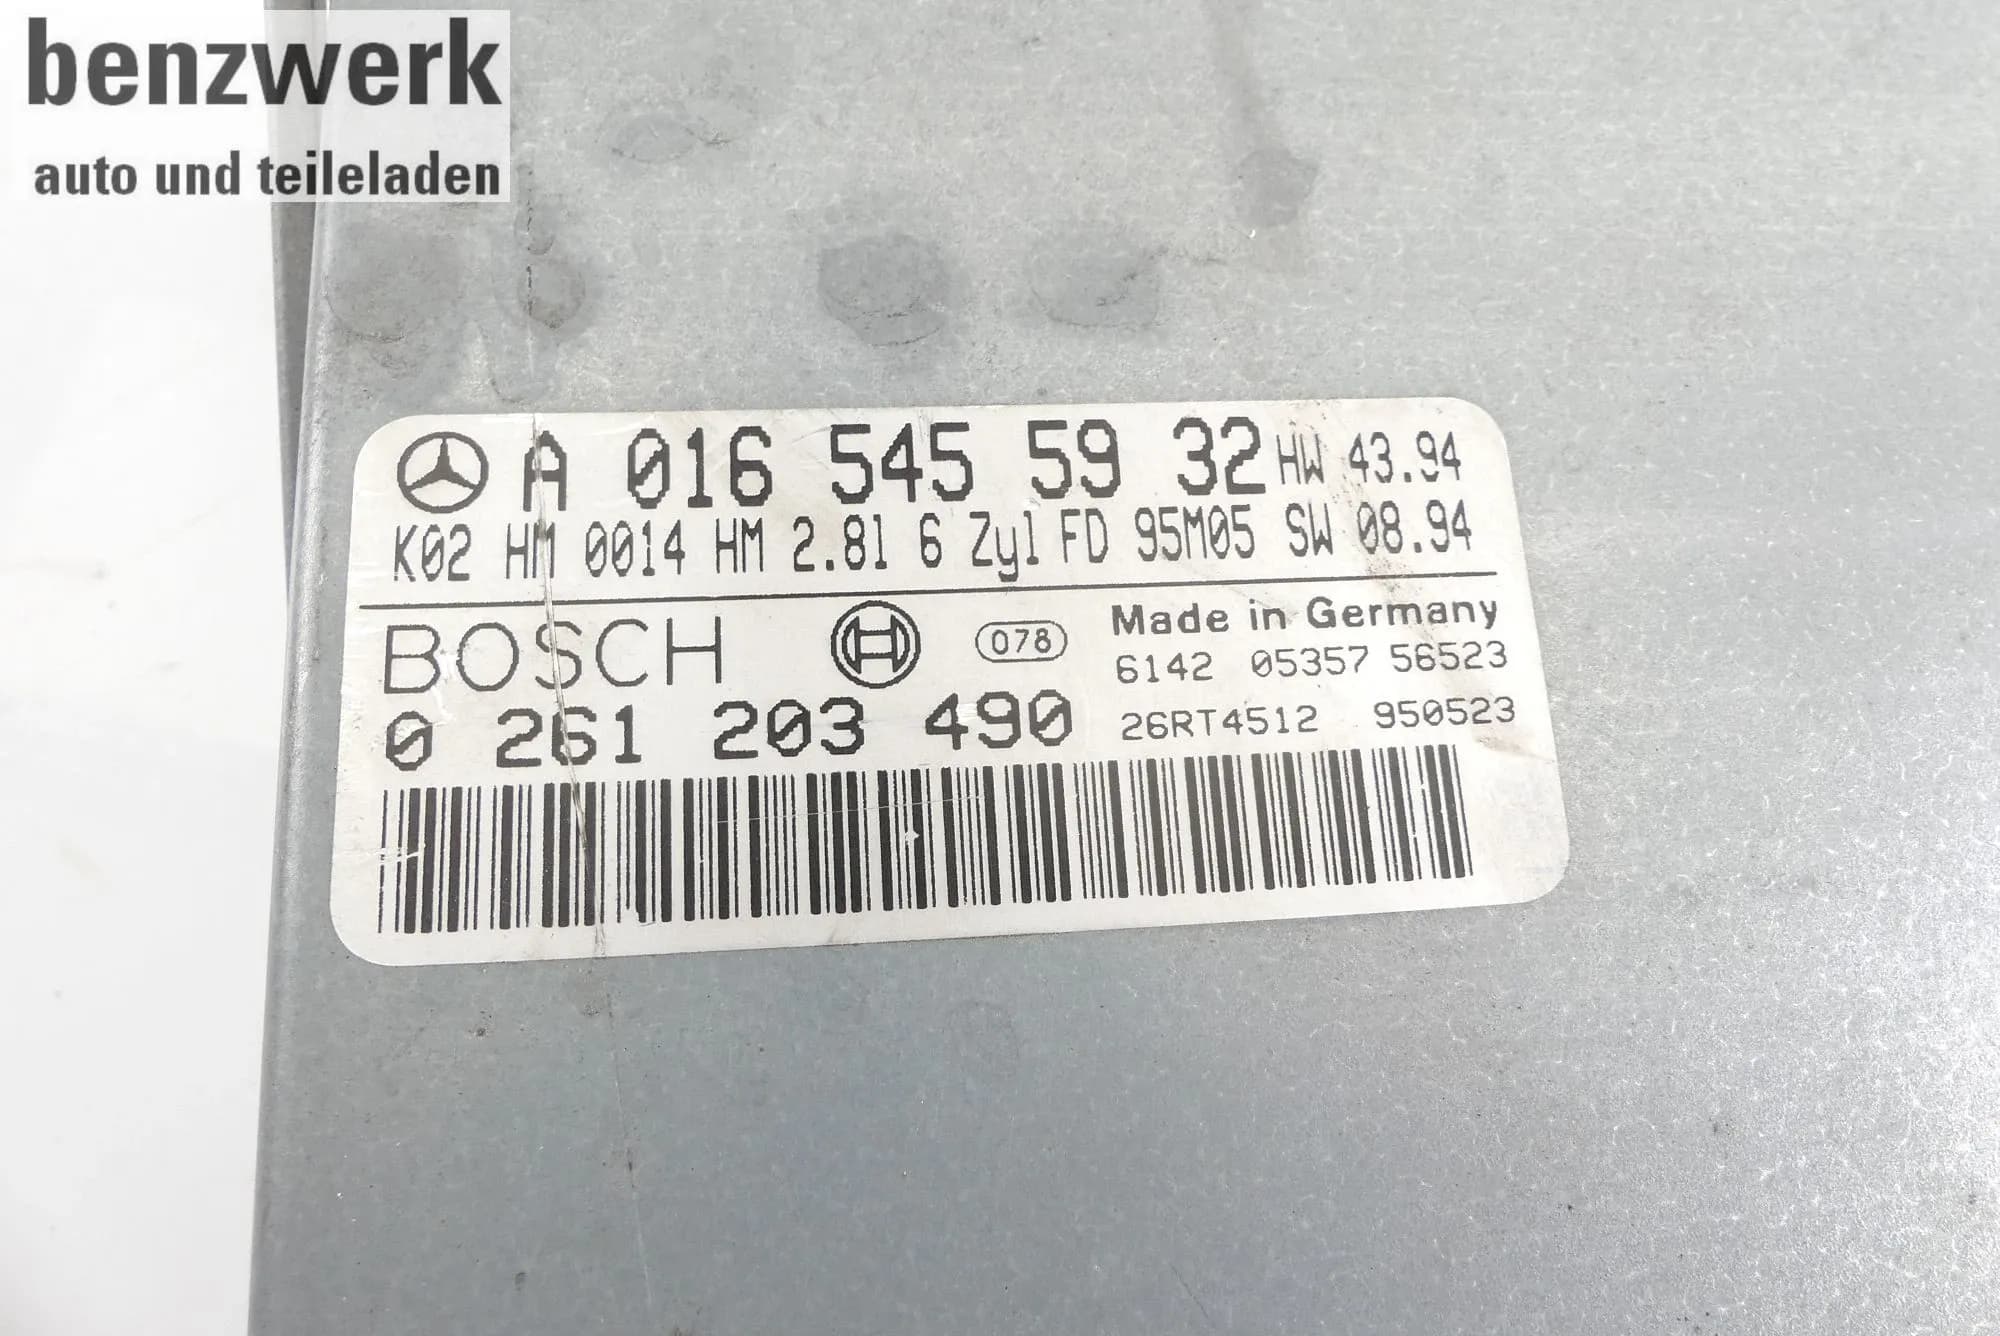 benzwerk
auto und teileladen
A 016 545 59 32 HW 43.94
K02 HM 0014 HM 2.8l 6 Zyl FD 95M05 SW 08.94
BOSCH 078 Made in Germany
6142 05357 56523
0 261 203 490 26RT4512 950523